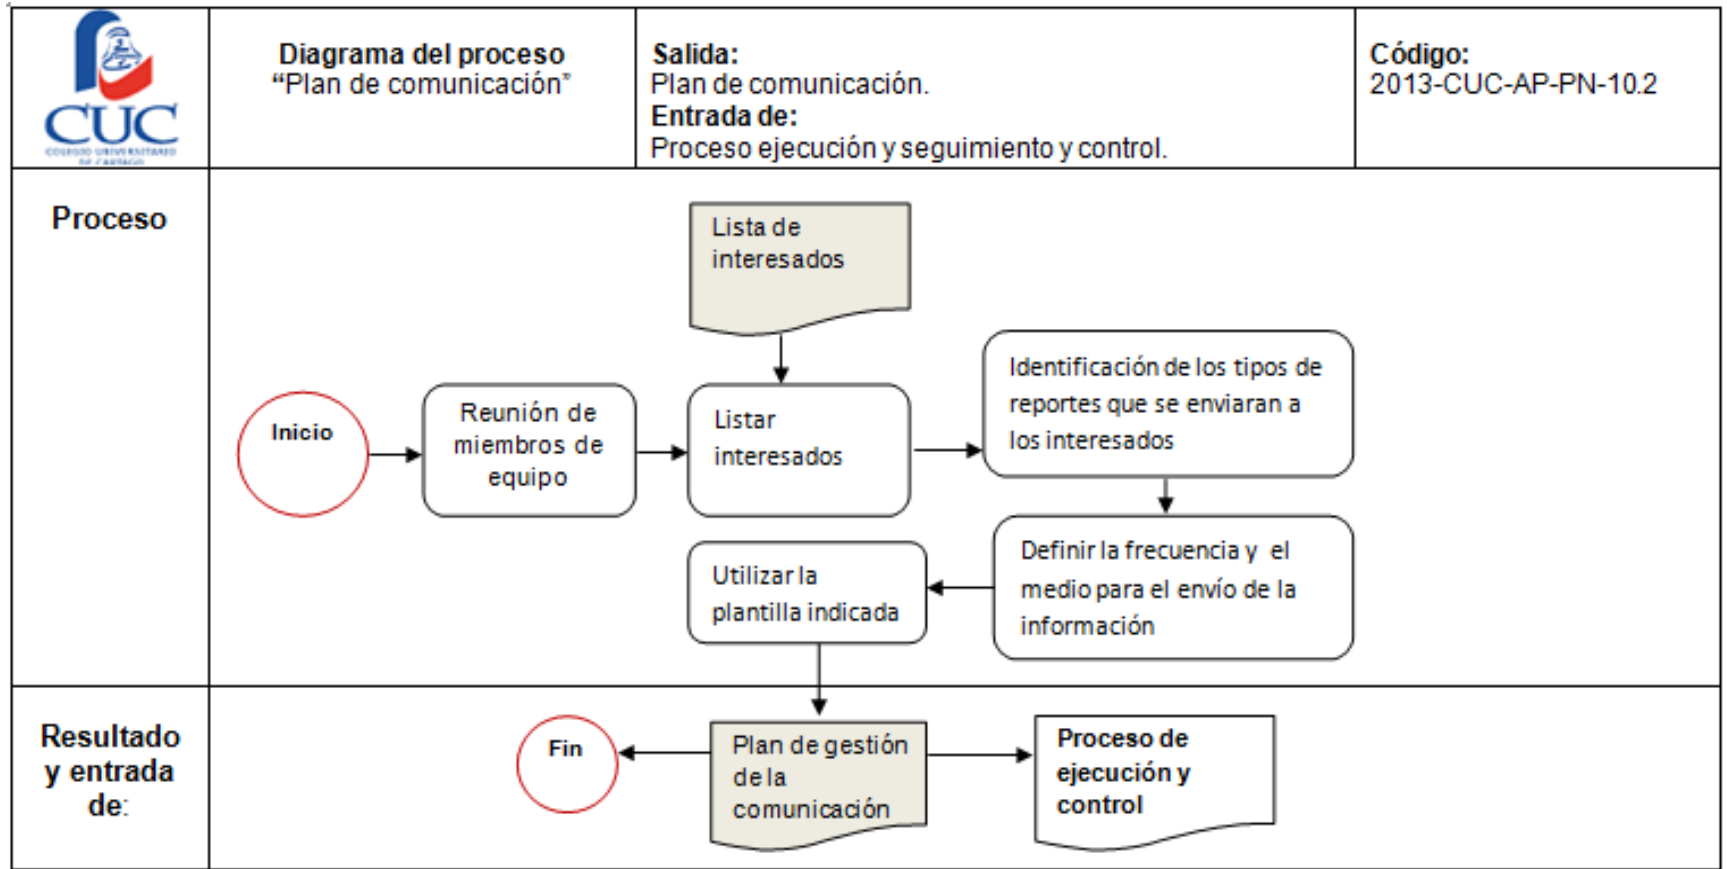 CUC
COLEGIO UNIVERSITARIO
DE CARTAGO
Diagrama del proceso
“Plan de comunicación”
Salida:
Plan de comunicación.
Entrada de:
Proceso ejecución y seguimiento y control.
Código:
2013-CUC-AP-PN-10.2
Proceso
Lista de
interesados
Inicio
Reunión de
miembros de
equipo
Listar
interesados
Identificación de los tipos de
reportes que se enviaran a
los interesados
Definir la frecuencia y el
medio para el envío de la
información
Utilizar la
plantilla indicada
Resultado
y entrada
de:
Fin
Plan de gestión
de la
comunicación
Proceso de
ejecución y
control